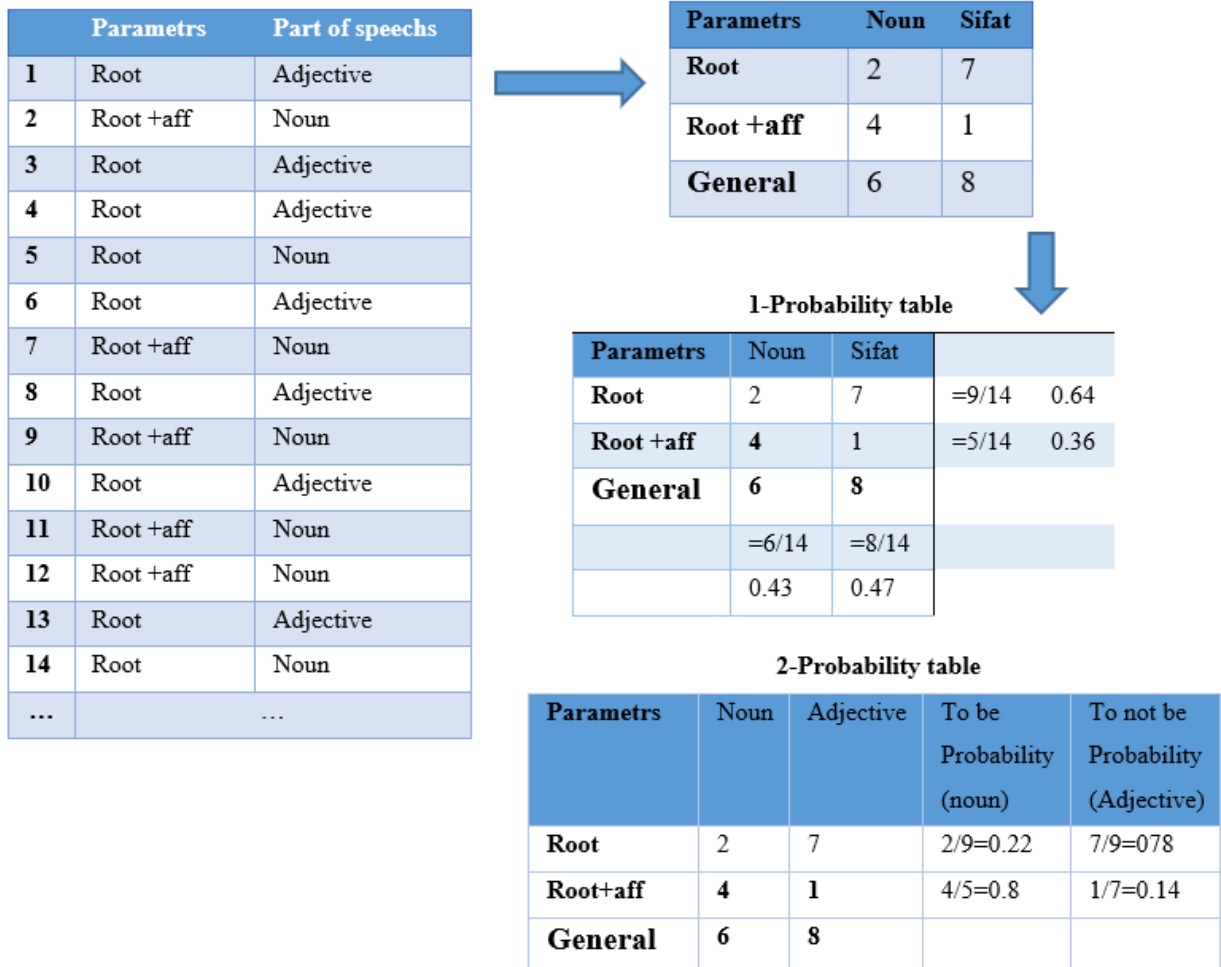 Parametrs Part of speechs
1 Root Adjective
2 Root +aff Noun
3 Root Adjective
4 Root Adjective
5 Root Noun
6 Root Adjective
7 Root +aff Noun
8 Root Adjective
9 Root +aff Noun
10 Root Adjective
11 Root +aff Noun
12 Root +aff Noun
13 Root Adjective
14 Root Noun
... ...
Parametrs Noun Sifat
Root 2 7
Root +aff 4 1
General 6 8
1-Probability table
Parametrs Noun Sifat
Root 2 7 =9/14 0.64
Root +aff 4 1 =5/14 0.36
General 6 8
=6/14 =8/14
0.43 0.47
2-Probability table
Parametrs Noun Adjective To be Probability (noun) To not be Probability (Adjective)
Root 2 7 2/9=0.22 7/9=078
Root+aff 4 1 4/5=0.8 1/7=0.14
General 6 8